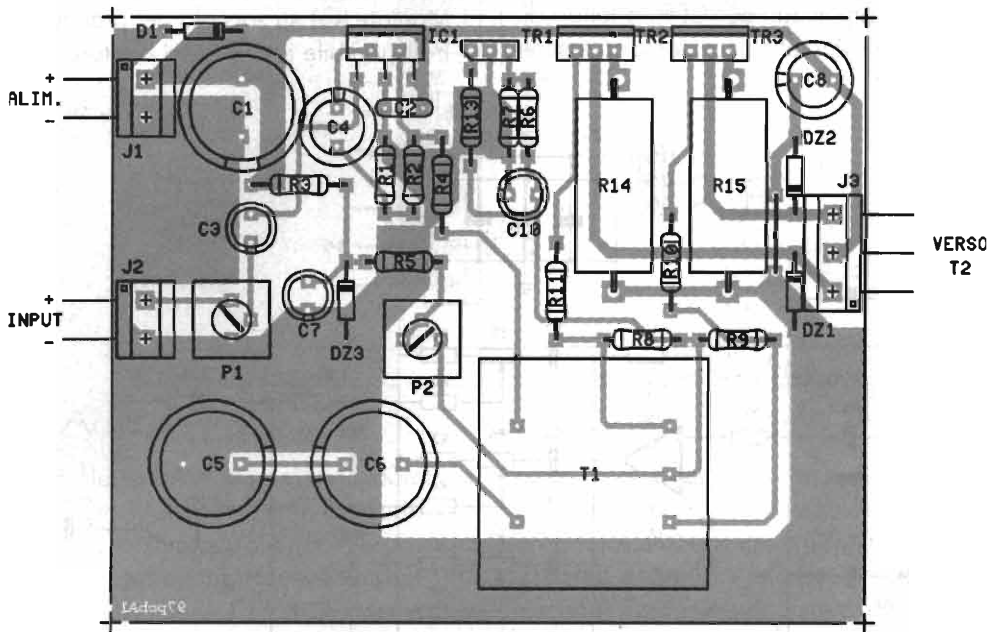 D1
IC1
TR1
TR2
TR3
+
ALIM.
-
J1
C1
C4
C2
R13
R7
R6
C8
DZ2
R3
R1
R2
R4
R14
R15
J3
C3
C10
VERSO
T2
J2
+
INPUT
-
R5
R11
R10
C7
DZ3
DZ1
P1
P2
R8
R9
C5
C6
T1
97pabA1